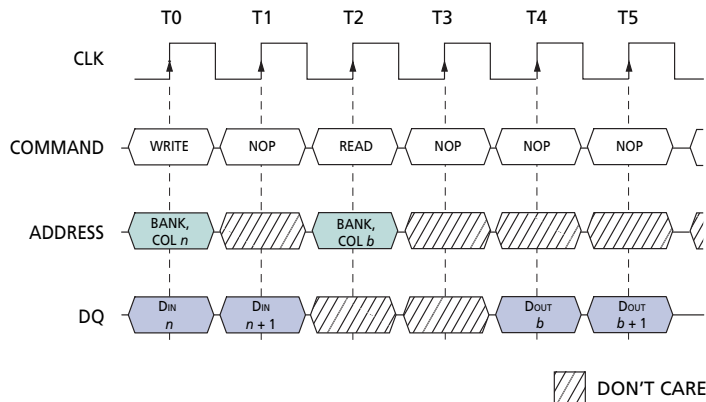 T0 T1 T2 T3 T4 T5
CLK
COMMAND WRITE NOP READ NOP NOP NOP
ADDRESS BANK, COL n BANK, COL b
DQ DIN n DIN n + 1 DOUT b DOUT b + 1
DON'T CARE